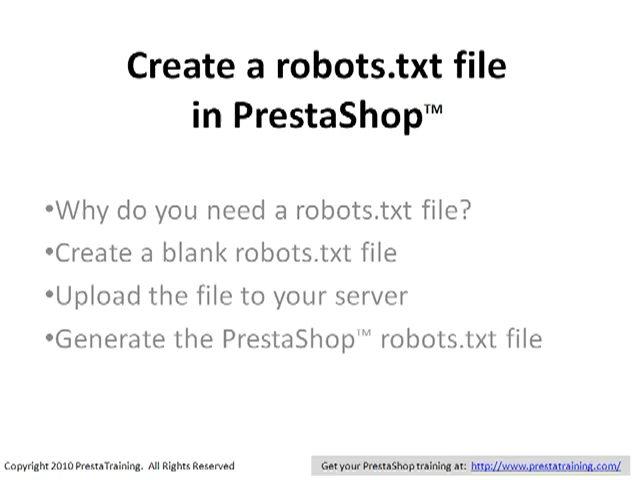 Create a robots.txt file
in PrestaShop™
•Why do you need a robots.txt file?
•Create a blank robots.txt file
•Upload the file to your server
•Generate the PrestaShop™ robots.txt file
Copyright 2010 PrestaTraining. All Rights Reserved
Get your PrestaShop training at: http://www.prestatraining.com/